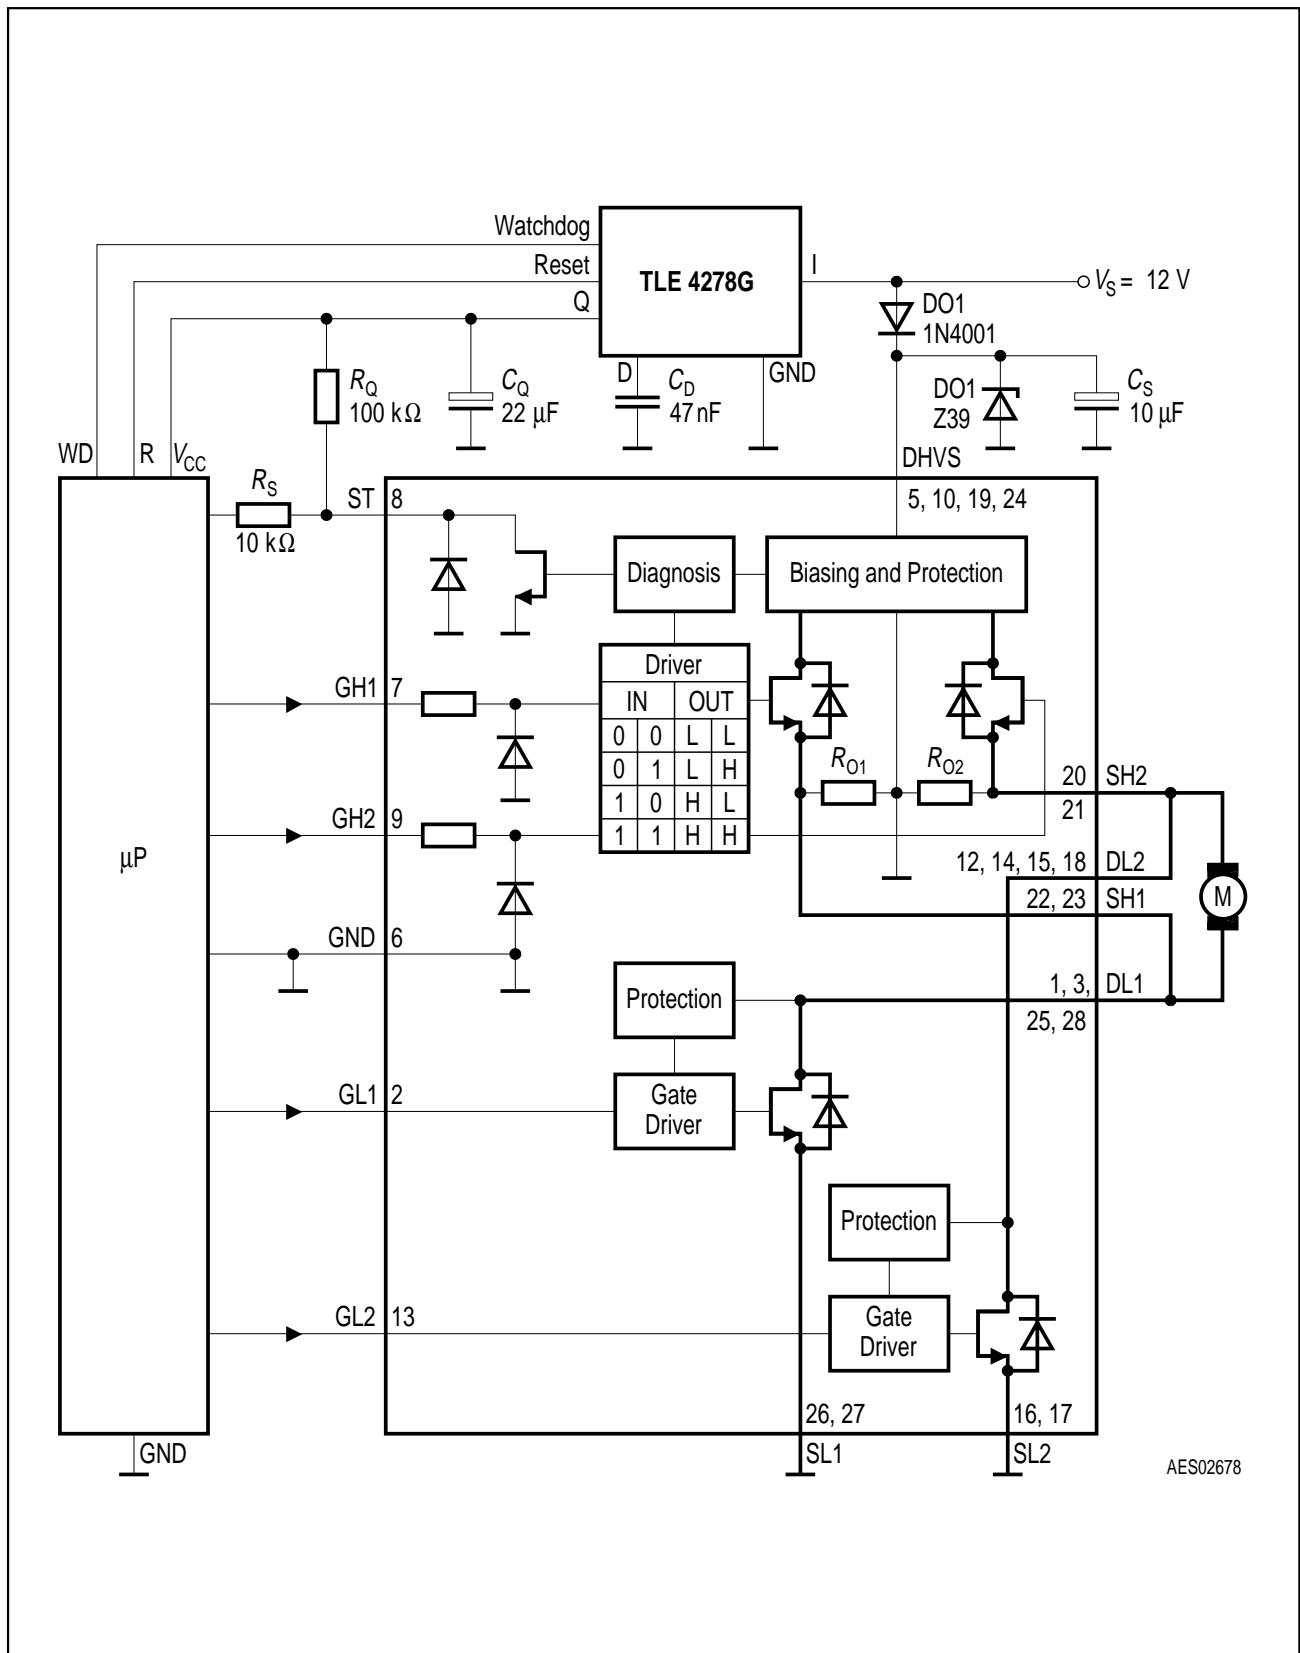 Watchdog
Reset
Q
TLE 4278G
I
V_S = 12 V
DO1
1N4001
D
C_D
47 nF
GND
R_Q
100 kΩ
C_Q
22 µF
DO1
Z39
C_S
10 µF
WD
R
V_CC
DHVS
R_S
10 kΩ
ST
8
5, 10, 19, 24
Diagnosis
Biasing and Protection
Driver
IN
OUT
0 0 L L
0 1 L H
1 0 H L
1 1 H H
GH1
7
GH2
9
µP
R_O1
R_O2
20
SH2
21
12, 14, 15, 18
DL2
22, 23
SH1
M
GND
6
Protection
1, 3,
DL1
25, 28
GL1
2
Gate
Driver
Protection
GL2
13
Gate
Driver
26, 27
16, 17
GND
SL1
SL2
AES02678